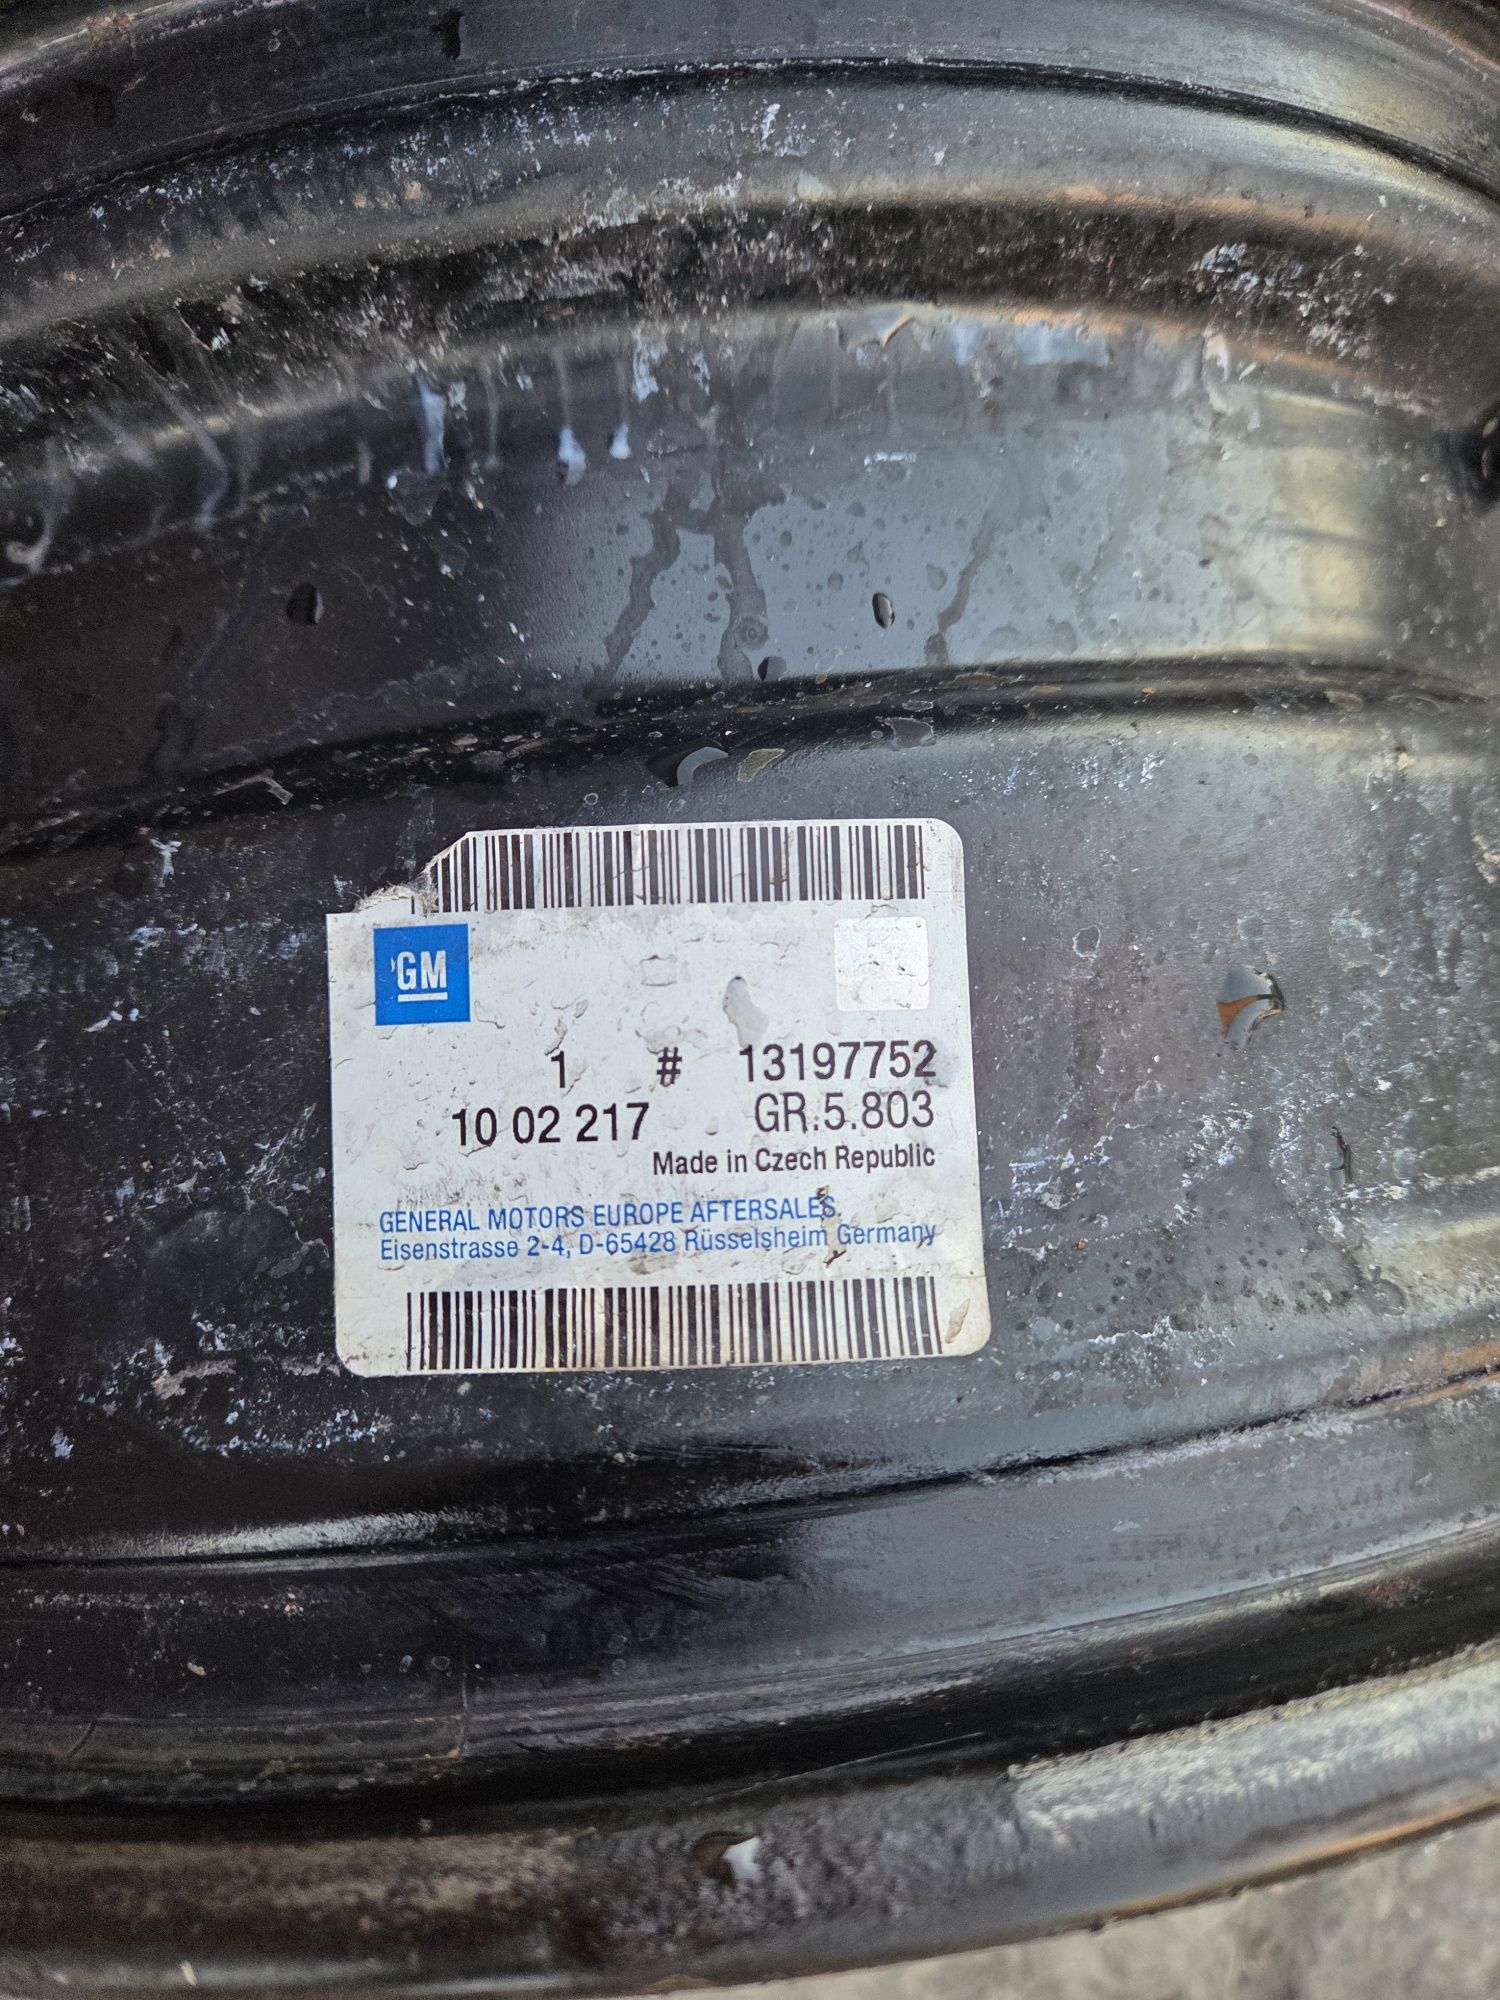 GM
1 # 13197752
10 02 217 GR.5.803
Made in Czech Republic
GENERAL MOTORS EUROPE AFTERSALES.
Eisenstrasse 2-4, D-65428 Rüsselsheim Germany